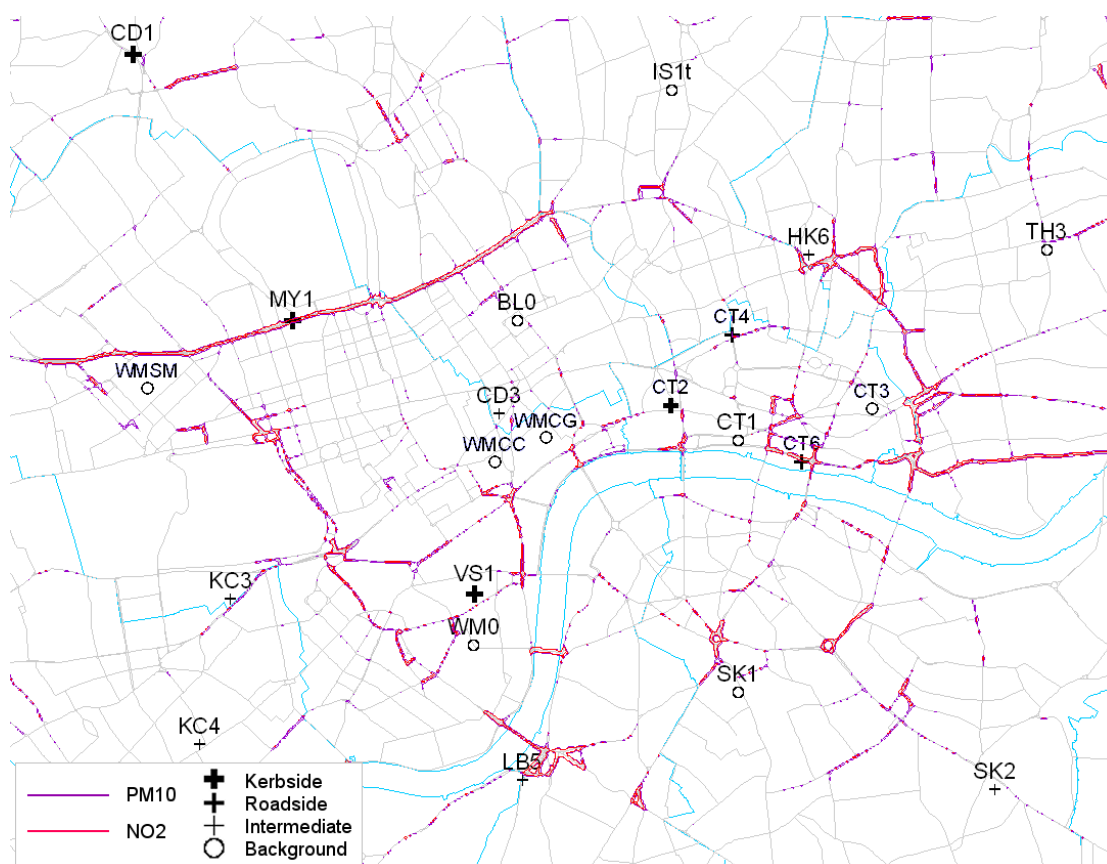 CD1
IS1t
HK6
TH3
MY1
BL0
CT4
WMSM
CD3
CT2
CT3
WMCG
CT1
WMCC
CT6
KC3
VS1
WM0
SK1
KC4
LB5
SK2
PM10
NO2
Kerbside
Roadside
Intermediate
Background